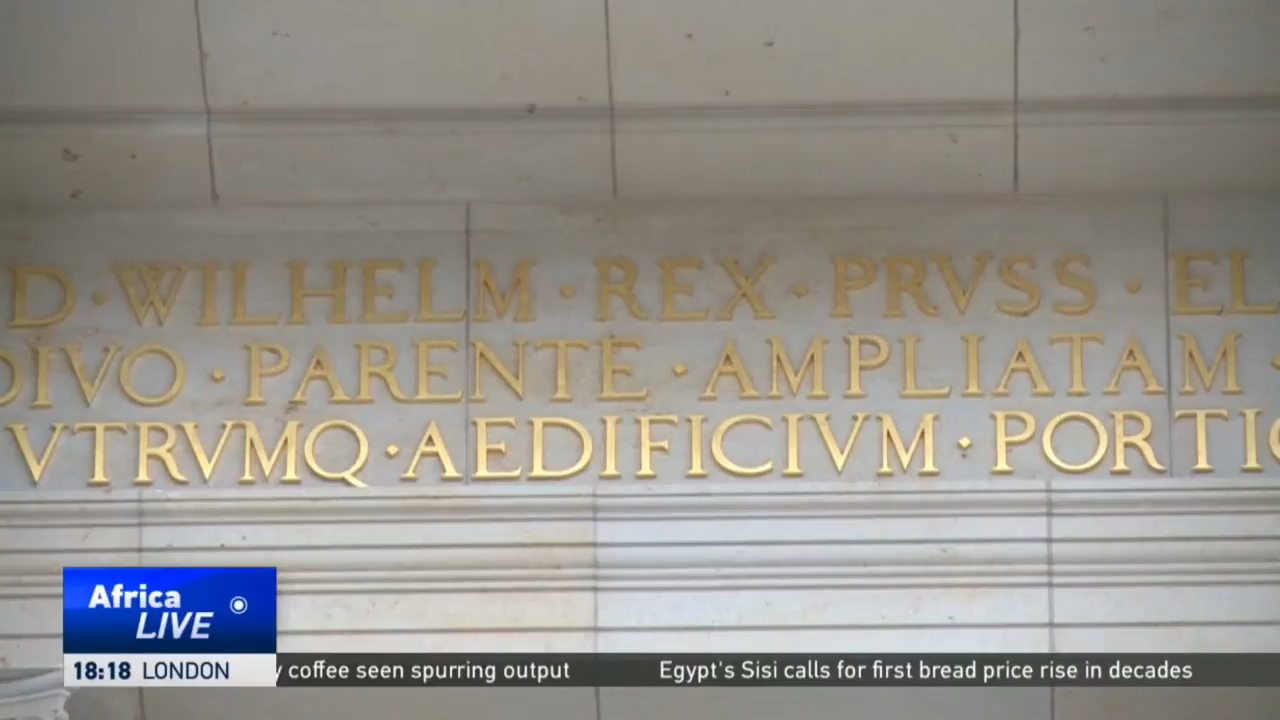 D · WILHELM · REX · PRVSS · EL
DIVO · PARENTE · AMPLIATAM ·
VTRVMQ · AEDIFICIVM · PORTIC
Africa
LIVE
18:18 LONDON
y coffee seen spurring output
Egypt's Sisi calls for first bread price rise in decades